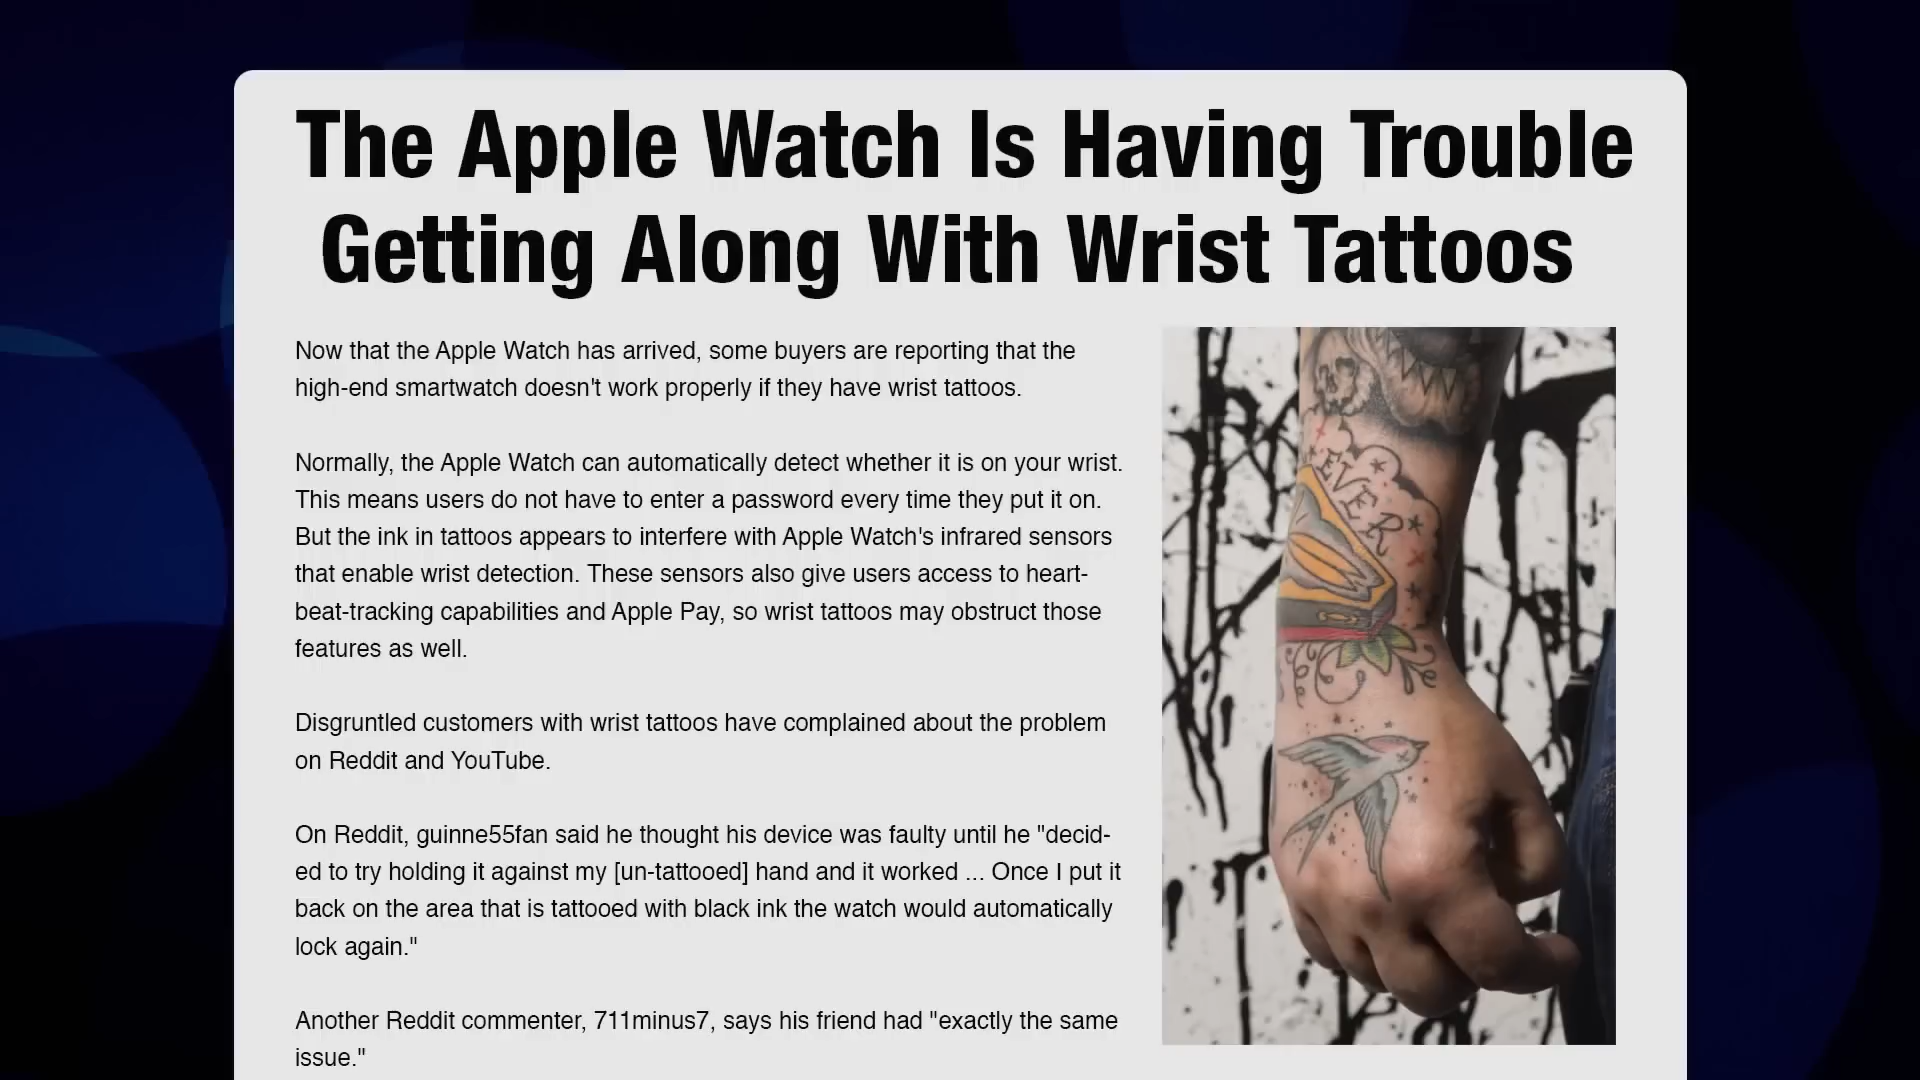 The Apple Watch Is Having Trouble
Getting Along With Wrist Tattoos
Now that the Apple Watch has arrived, some buyers are reporting that the
high-end smartwatch doesn't work properly if they have wrist tattoos.
Normally, the Apple Watch can automatically detect whether it is on your wrist.
This means users do not have to enter a password every time they put it on.
But the ink in tattoos appears to interfere with Apple Watch's infrared sensors
that enable wrist detection. These sensors also give users access to heart-
beat-tracking capabilities and Apple Pay, so wrist tattoos may obstruct those
features as well.
Disgruntled customers with wrist tattoos have complained about the problem
on Reddit and YouTube.
On Reddit, guinne55fan said he thought his device was faulty until he "decid-
ed to try holding it against my [un-tattooed] hand and it worked ... Once I put it
back on the area that is tattooed with black ink the watch would automatically
lock again."
Another Reddit commenter, 711minus7, says his friend had "exactly the same
issue."
EVER